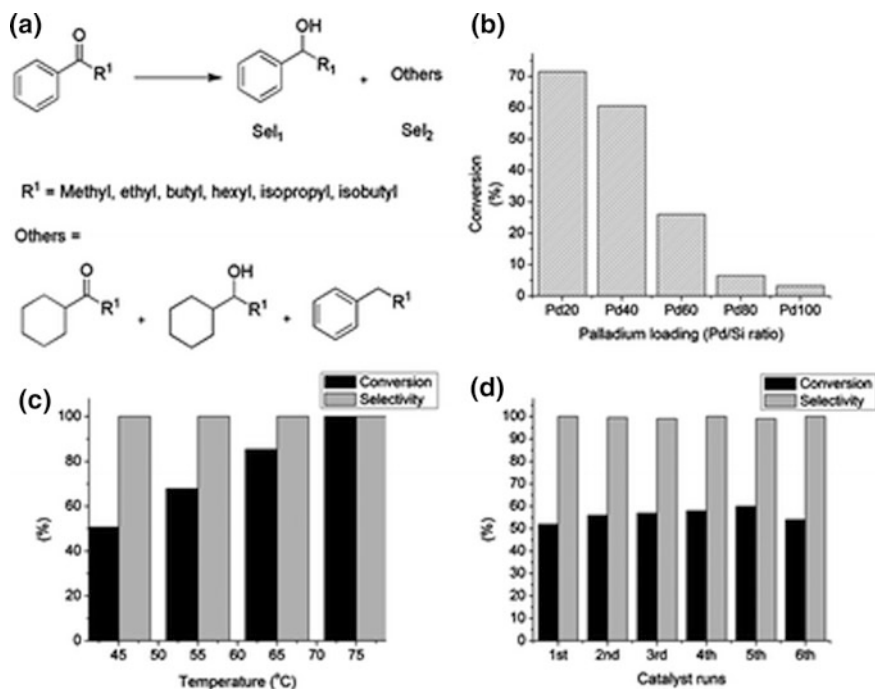 (a)
O
R¹
OH
R₁
+
Others
Sel₁
Sel₂
R¹ = Methyl, ethyl, butyl, hexyl, isopropyl, isobutyl
Others =
O
R¹
+
OH
R¹
+
R¹
(b)
Conversion
(%)
70
60
50
40
30
20
10
0
Pd20 Pd40 Pd60 Pd80 Pd100
Palladium loading (Pd/Si ratio)
(c)
Conversion
Selectivity
(%)
100
80
60
40
20
0
45 50 55 60 65 70 75
Temperature (°C)
(d)
Conversion
Selectivity
(%)
100
90
80
70
60
50
40
30
20
10
0
1st 2nd 3rd 4th 5th 6th
Catalyst runs